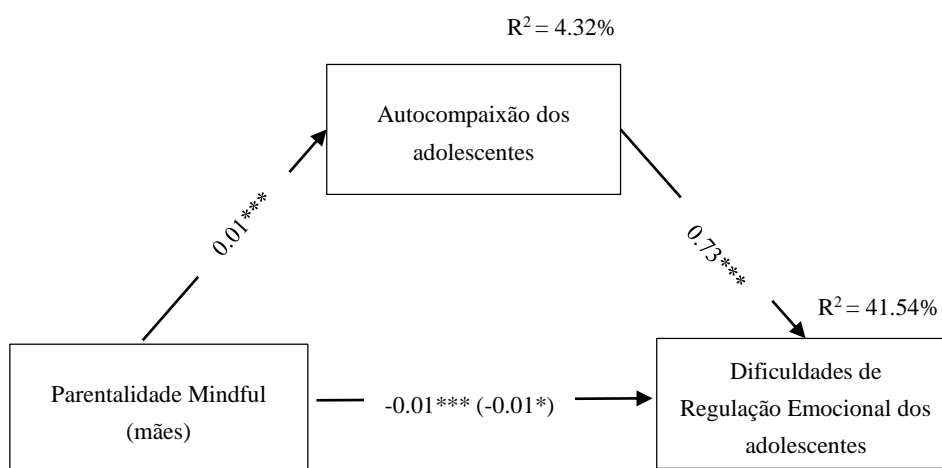 R² = 4.32%
Autocompaixão dos
adolescentes
0.01***
0.73***
R² = 41.54%
Parentalidade Mindful
(mães)
-0.01*** (-0.01*)
Dificuldades de
Regulação Emocional dos
adolescentes